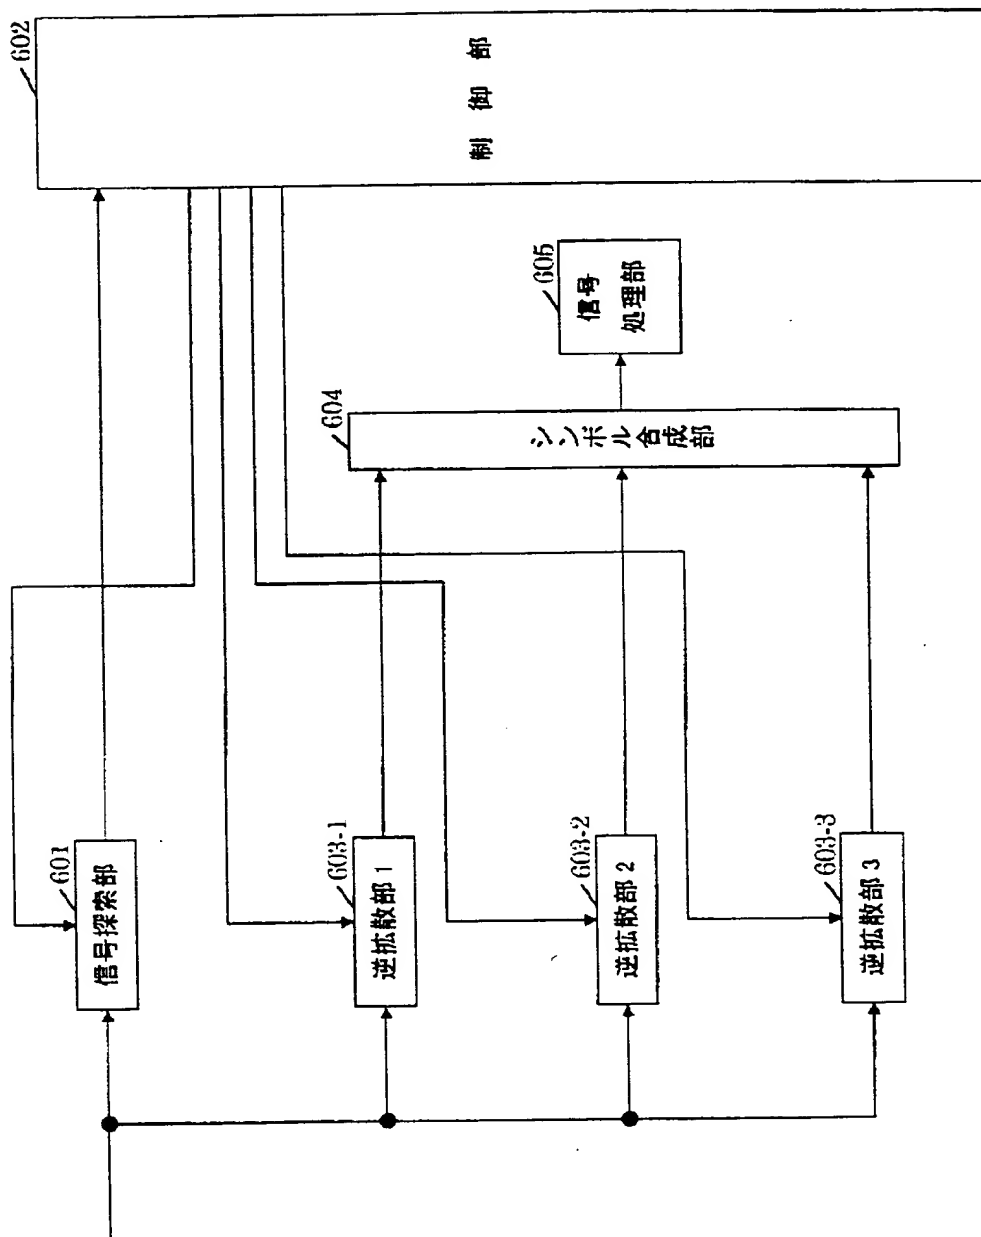 602
制御部
601
信号探索部
603-1
逆拡散部1
603-2
逆拡散部2
603-3
逆拡散部3
604
シンボル合成部
605
信号
処理部